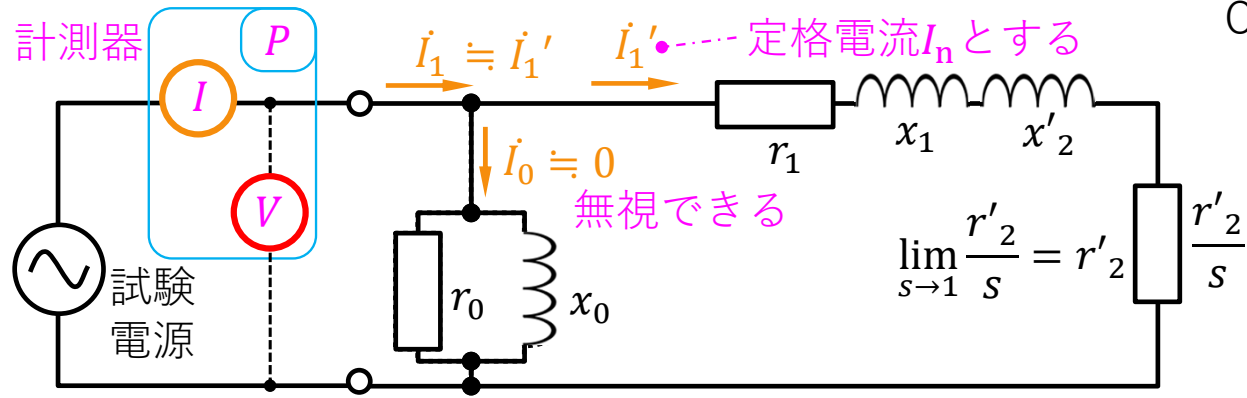 計測器
P
I
V
試験
電源
İ₁ ≒ İ₁′
İ₁′
定格電流Iₙとする
İ₀ ≒ 0
無視できる
r₀
x₀
r₁
x₁
x′₂
lim s→1 r′₂/s = r′₂
r′₂/s